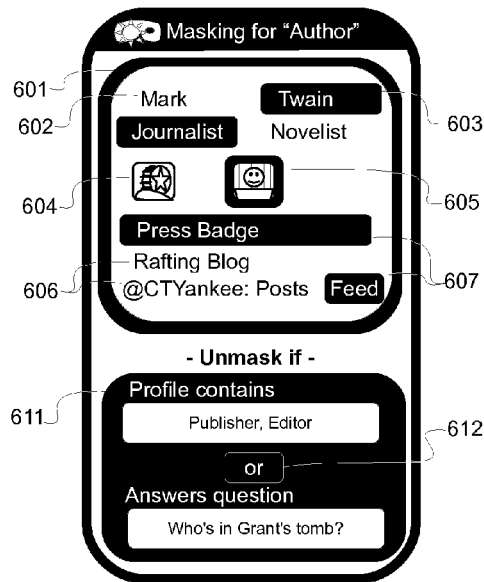 Masking for “Author”
601
Mark Twain
602 603
Journalist Novelist
604 605
Press Badge
Rafting Blog
606 607
@CTYankee: Posts Feed
- Unmask if -
Profile contains
611
Publisher, Editor
612
or
Answers question
Who's in Grant's tomb?